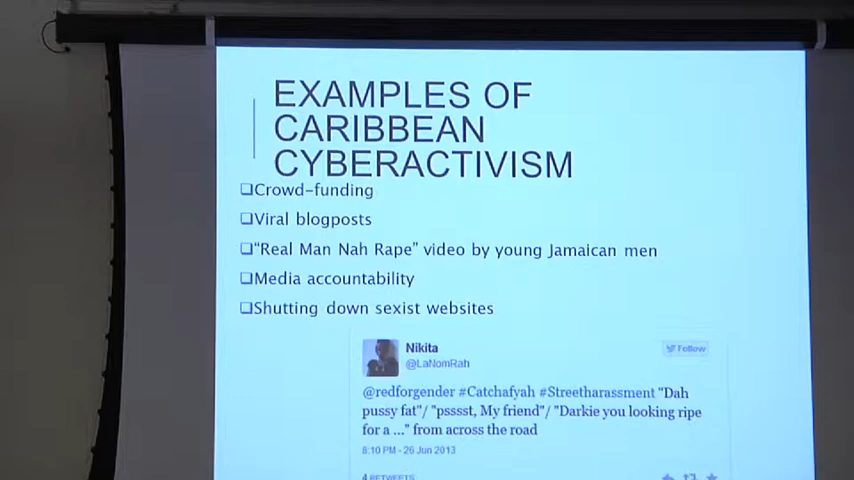 EXAMPLES OF
CARIBBEAN
CYBERACTIVISM
❑Crowd-funding
❑Viral blogposts
❑“Real Man Nah Rape” video by young Jamaican men
❑Media accountability
❑Shutting down sexist websites
Nikita
Follow
@LaNomRah
@redforgender #Catchafyah #Streetharassment "Dah
pussy fat"/ "psssst, My friend"/ "Darkie you looking ripe
for a ..." from across the road
8:10 PM - 26 Jun 2013
4 RETWEETS